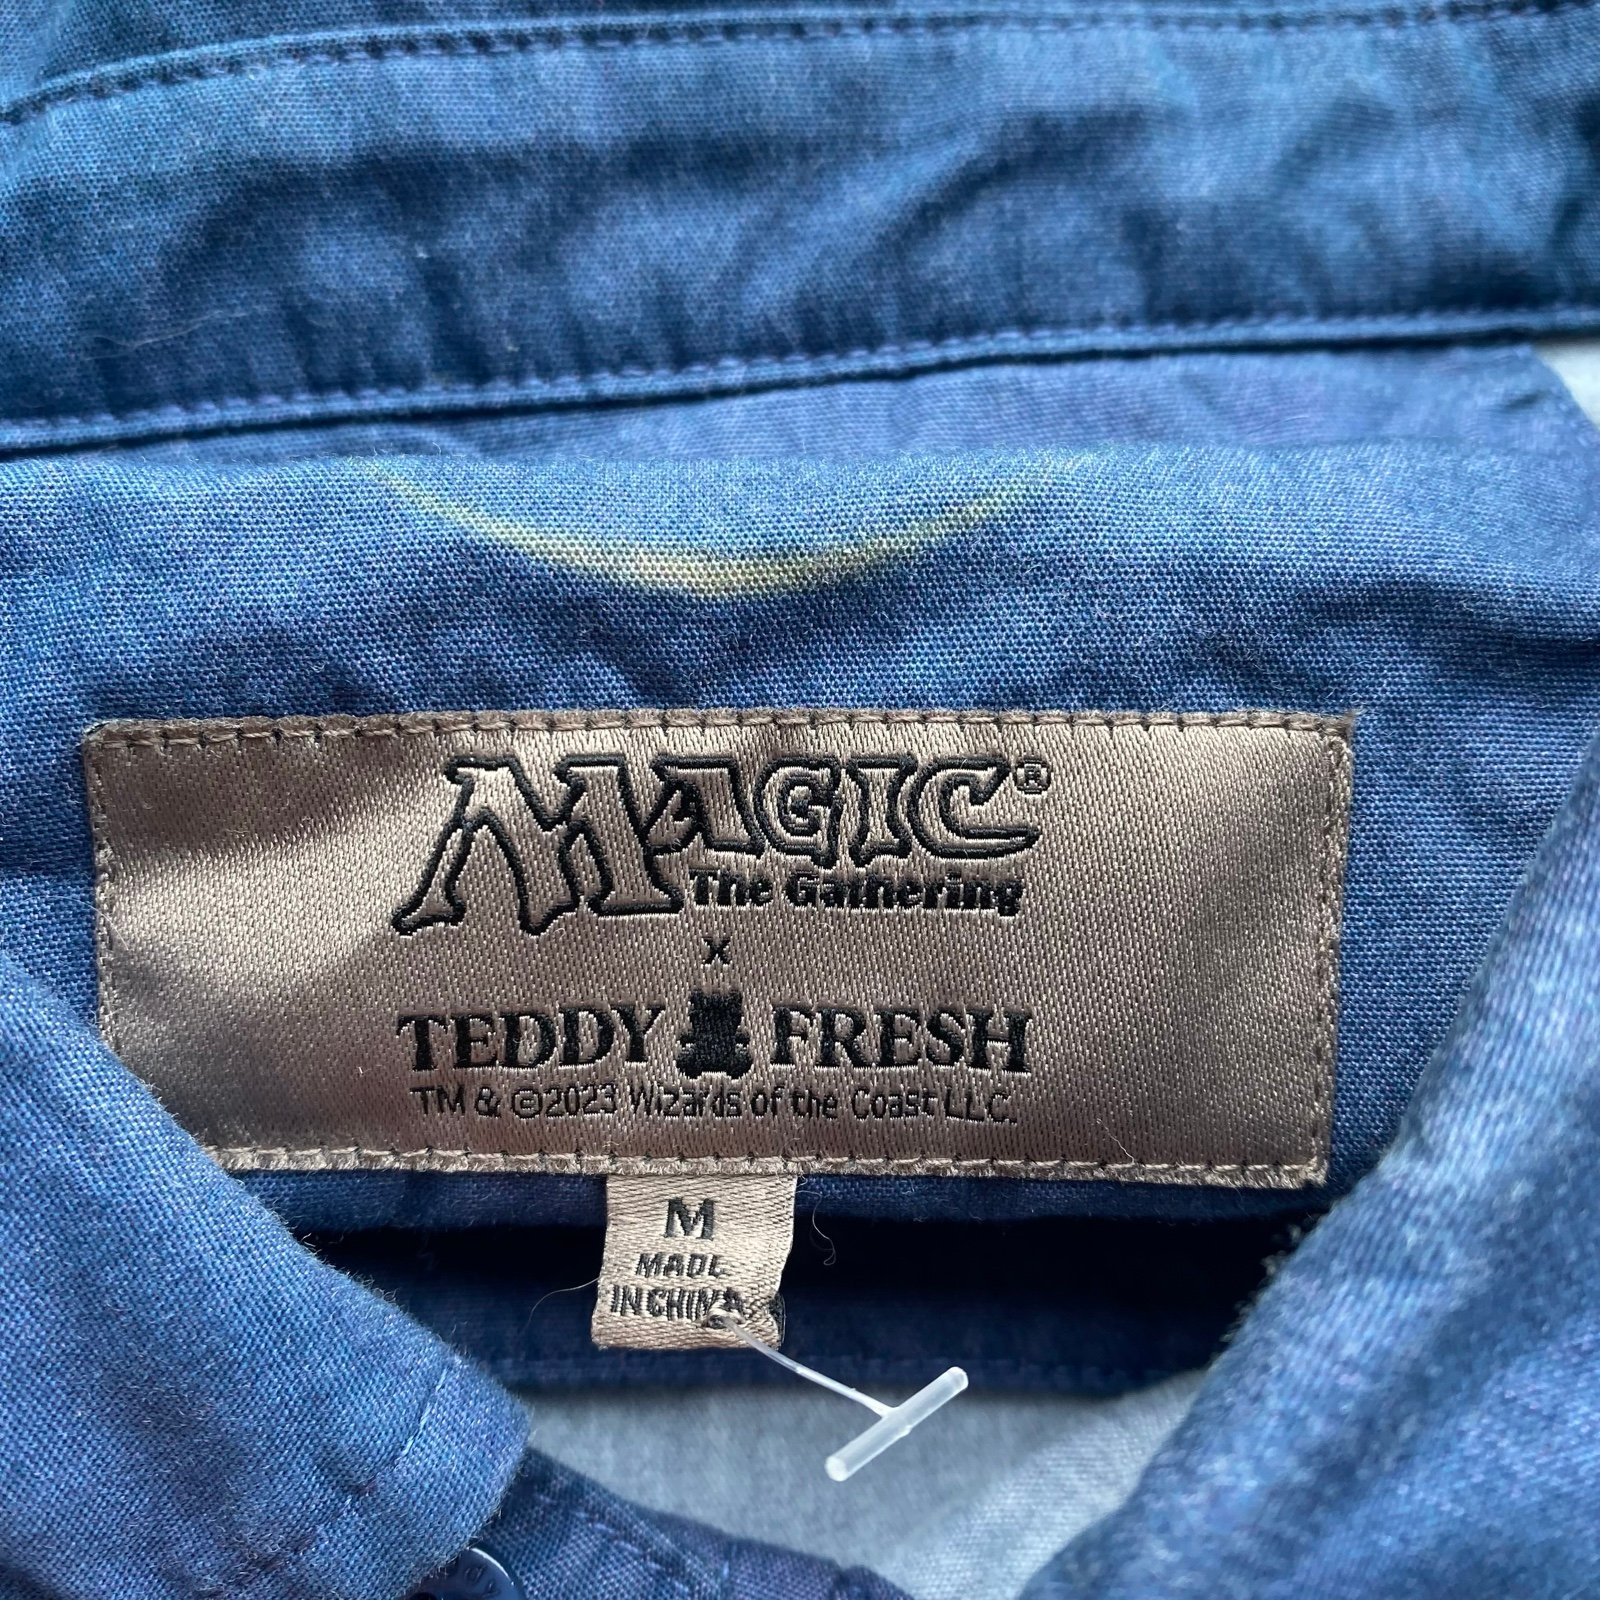 MAGIC®
The Gathering
x
TEDDY FRESH
TM & ©2023 Wizards of the Coast LLC.
M
MADE
IN CHINA